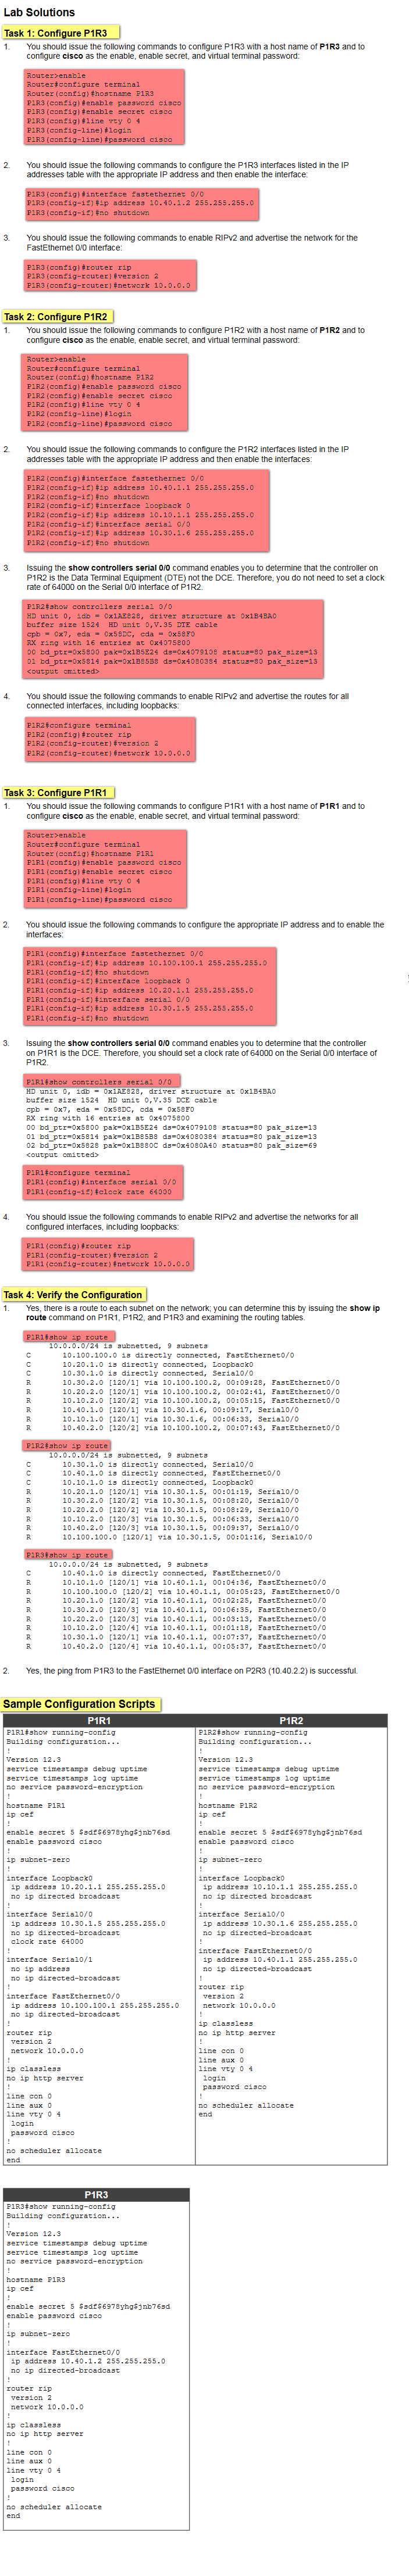 Lab Solutions
Task 1: Configure P1R3
1. You should issue the following commands to configure P1R3 with a host name of P1R3 and to
configure cisco as the enable, enable secret, and virtual terminal password:
Router>enable
Router#configure terminal
Router(config)#hostname P1R3
P1R3(config)#enable password cisco
P1R3(config)#enable secret cisco
P1R3(config)#line vty 0 4
P1R3(config-line)#login
P1R3(config-line)#password cisco
2. You should issue the following commands to configure the P1R3 interfaces listed in the IP
addresses table with the appropriate IP address and then enable the interface:
P1R3(config)#interface fastethernet 0/0
P1R3(config-if)#ip address 10.40.1.2 255.255.255.0
P1R3(config-if)#no shutdown
3. You should issue the following commands to enable RIPv2 and advertise the network for the
FastEthernet 0/0 interface:
P1R3(config)#router rip
P1R3(config-router)#version 2
P1R3(config-router)#network 10.0.0.0
Task 2: Configure P1R2
1. You should issue the following commands to configure P1R2 with a host name of P1R2 and to
configure cisco as the enable, enable secret, and virtual terminal password:
Router>enable
Router#configure terminal
Router(config)#hostname P1R2
P1R2(config)#enable password cisco
P1R2(config)#enable secret cisco
P1R2(config)#line vty 0 4
P1R2(config-line)#login
P1R2(config-line)#password cisco
2. You should issue the following commands to configure the P1R2 interfaces listed in the IP
addresses table with the appropriate IP address and then enable the interfaces:
P1R2(config)#interface fastethernet 0/0
P1R2(config-if)#ip address 10.40.1.1 255.255.255.0
P1R2(config-if)#no shutdown
P1R2(config-if)#interface loopback 0
P1R2(config-if)#ip address 10.10.1.1 255.255.255.0
P1R2(config-if)#interface serial 0/0
P1R2(config-if)#ip address 10.30.1.6 255.255.255.0
P1R2(config-if)#no shutdown
3. Issuing the show controllers serial 0/0 command enables you to determine that the controller on
P1R2 is the Data Terminal Equipment (DTE) not the DCE. Therefore, you do not need to set a clock
rate of 64000 on the Serial 0/0 interface of P1R2.
P1R2#show controllers serial 0/0
HD unit 0, idb = 0x1AE828, driver structure at 0x1B4BA0
buffer size 1524 HD unit 0,V.35 DTE cable
cpb = 0x7, eda = 0x58DC, cda = 0x58F0
RX ring with 16 entries at 0x4075800
00 bd_ptr=0x5800 pak=0x1B5E24 ds=0x4079108 status=80 pak_size=13
01 bd_ptr=0x5814 pak=0x1B85B8 ds=0x4080384 status=80 pak_size=13
<output omitted>
4. You should issue the following commands to enable RIPv2 and advertise the routes for all
connected interfaces, including loopbacks:
P1R2#configure terminal
P1R2(config)#router rip
P1R2(config-router)#version 2
P1R2(config-router)#network 10.0.0.0
Task 3: Configure P1R1
1. You should issue the following commands to configure P1R1 with a host name of P1R1 and to
configure cisco as the enable, enable secret, and virtual terminal password:
Router>enable
Router#configure terminal
Router(config)#hostname P1R1
P1R1(config)#enable password cisco
P1R1(config)#enable secret cisco
P1R1(config)#line vty 0 4
P1R1(config-line)#login
P1R1(config-line)#password cisco
2. You should issue the following commands to configure the appropriate IP address and to enable the
interfaces:
P1R1(config)#interface fastethernet 0/0
P1R1(config-if)#ip address 10.100.100.1 255.255.255.0
P1R1(config-if)#no shutdown
P1R1(config-if)#interface loopback 0
P1R1(config-if)#ip address 10.20.1.1 255.255.255.0
P1R1(config-if)#interface serial 0/0
P1R1(config-if)#ip address 10.30.1.5 255.255.255.0
P1R1(config-if)#no shutdown
3. Issuing the show controllers serial 0/0 command enables you to determine that the controller
on P1R1 is the DCE. Therefore, you should set a clock rate of 64000 on the Serial 0/0 interface of
P1R2.
P1R1#show controllers serial 0/0
HD unit 0, idb = 0x1AE828, driver structure at 0x1B4BA0
buffer size 1524 HD unit 0,V.35 DCE cable
cpb = 0x7, eda = 0x58DC, cda = 0x58F0
RX ring with 16 entries at 0x4075800
00 bd_ptr=0x5800 pak=0x1B5E24 ds=0x4079108 status=80 pak_size=13
01 bd_ptr=0x5814 pak=0x1B85B8 ds=0x4080384 status=80 pak_size=13
02 bd_ptr=0x5828 pak=0x1B880C ds=0x4080A40 status=80 pak_size=69
<output omitted>
P1R1#configure terminal
P1R1(config)#interface serial 0/0
P1R1(config-if)#clock rate 64000
4. You should issue the following commands to enable RIPv2 and advertise the networks for all
configured interfaces, including loopbacks:
P1R1(config)#router rip
P1R1(config-router)#version 2
P1R1(config-router)#network 10.0.0.0
Task 4: Verify the Configuration
1. Yes, there is a route to each subnet on the network; you can determine this by issuing the show ip
route command on P1R1, P1R2, and P1R3 and examining the routing tables.
P1R1#show ip route
10.0.0.0/24 is subnetted, 9 subnets
C 10.100.100.0 is directly connected, FastEthernet0/0
C 10.20.1.0 is directly connected, Loopback0
C 10.30.1.0 is directly connected, Serial0/0
R 10.30.2.0 [120/1] via 10.100.100.2, 00:09:28, FastEthernet0/0
R 10.20.2.0 [120/1] via 10.100.100.2, 00:02:41, FastEthernet0/0
R 10.10.2.0 [120/2] via 10.100.100.2, 00:05:15, FastEthernet0/0
R 10.40.1.0 [120/1] via 10.30.1.6, 00:09:17, Serial0/0
R 10.10.1.0 [120/1] via 10.30.1.6, 00:06:33, Serial0/0
R 10.40.2.0 [120/2] via 10.100.100.2, 00:07:43, FastEthernet0/0
P1R2#show ip route
10.0.0.0/24 is subnetted, 9 subnets
C 10.30.1.0 is directly connected, Serial0/0
C 10.40.1.0 is directly connected, FastEthernet0/0
C 10.10.1.0 is directly connected, Loopback0
R 10.20.1.0 [120/1] via 10.30.1.5, 00:01:19, Serial0/0
R 10.30.2.0 [120/2] via 10.30.1.5, 00:08:20, Serial0/0
R 10.20.2.0 [120/2] via 10.30.1.5, 00:08:29, Serial0/0
R 10.10.2.0 [120/3] via 10.30.1.5, 00:06:33, Serial0/0
R 10.40.2.0 [120/3] via 10.30.1.5, 00:09:37, Serial0/0
R 10.100.100.0 [120/1] via 10.30.1.5, 00:01:16, Serial0/0
P1R3#show ip route
10.0.0.0/24 is subnetted, 9 subnets
C 10.40.1.0 is directly connected, FastEthernet0/0
R 10.10.1.0 [120/1] via 10.40.1.1, 00:04:36, FastEthernet0/0
R 10.100.100.0 [120/2] via 10.40.1.1, 00:05:23, FastEthernet0/0
R 10.20.1.0 [120/2] via 10.40.1.1, 00:02:25, FastEthernet0/0
R 10.30.2.0 [120/3] via 10.40.1.1, 00:06:35, FastEthernet0/0
R 10.20.2.0 [120/3] via 10.40.1.1, 00:03:13, FastEthernet0/0
R 10.10.2.0 [120/4] via 10.40.1.1, 00:01:18, FastEthernet0/0
R 10.30.1.0 [120/1] via 10.40.1.1, 00:07:37, FastEthernet0/0
R 10.40.2.0 [120/4] via 10.40.1.1, 00:05:37, FastEthernet0/0
2. Yes, the ping from P1R3 to the FastEthernet 0/0 interface on P2R3 (10.40.2.2) is successful.
Sample Configuration Scripts
P1R1
P1R1#show running-config
Building configuration...
!
Version 12.3
service timestamps debug uptime
service timestamps log uptime
no service password-encryption
!
hostname P1R1
ip cef
!
enable secret 5 $sdf$6978yhg$jnb76sd
enable password cisco
!
ip subnet-zero
!
interface Loopback0
ip address 10.20.1.1 255.255.255.0
no ip directed broadcast
!
interface Serial0/0
ip address 10.30.1.5 255.255.255.0
no ip directed-broadcast
clock rate 64000
!
interface Serial0/1
no ip address
no ip directed-broadcast
!
interface FastEthernet0/0
ip address 10.100.100.1 255.255.255.0
no ip directed-broadcast
!
router rip
version 2
network 10.0.0.0
!
ip classless
no ip http server
!
line con 0
line aux 0
line vty 0 4
login
password cisco
!
no scheduler allocate
end
P1R2
P1R2#show running-config
Building configuration...
!
Version 12.3
service timestamps debug uptime
service timestamps log uptime
no service password-encryption
!
hostname P1R2
ip cef
!
enable secret 5 $sdf$6978yhg$jnb76sd
enable password cisco
!
ip subnet-zero
!
interface Loopback0
ip address 10.10.1.1 255.255.255.0
no ip directed broadcast
!
interface Serial0/0
ip address 10.30.1.6 255.255.255.0
no ip directed-broadcast
!
interface FastEthernet0/0
ip address 10.40.1.1 255.255.255.0
no ip directed-broadcast
!
router rip
version 2
network 10.0.0.0
!
ip classless
no ip http server
!
line con 0
line aux 0
line vty 0 4
login
password cisco
!
no scheduler allocate
end
P1R3
P1R3#show running-config
Building configuration...
!
Version 12.3
service timestamps debug uptime
service timestamps log uptime
no service password-encryption
!
hostname P1R3
ip cef
!
enable secret 5 $sdf$6978yhg$jnb76sd
enable password cisco
!
ip subnet-zero
!
interface FastEthernet0/0
ip address 10.40.1.2 255.255.255.0
no ip directed-broadcast
!
router rip
version 2
network 10.0.0.0
!
ip classless
no ip http server
!
line con 0
line aux 0
line vty 0 4
login
password cisco
!
no scheduler allocate
end